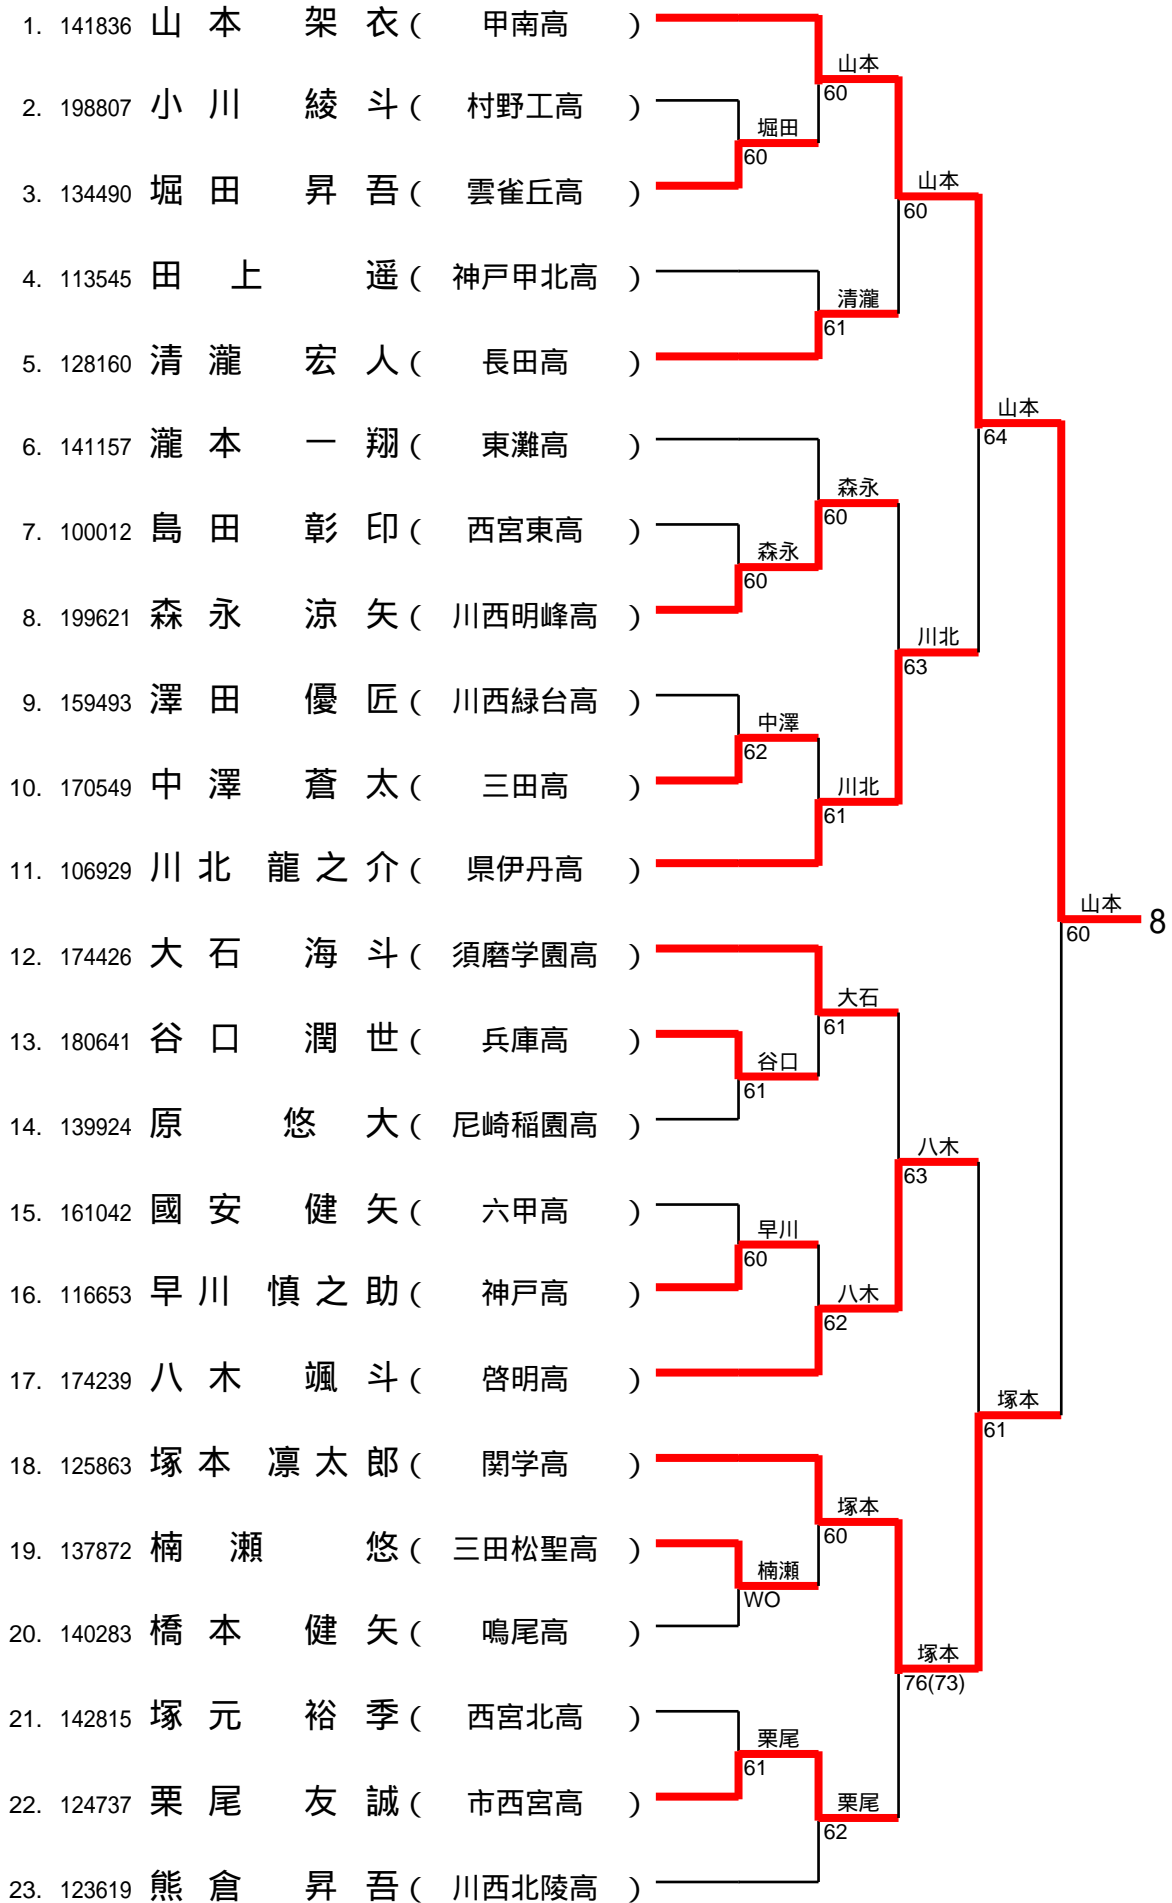 1. 141836 山本 架衣 ( 甲南高 )
山本
60
2. 198807 小川 綾斗 ( 村野工高 )
堀田
60
3. 134490 堀田 昇吾 ( 雲雀丘高 )
山本
60
4. 113545 田上 遥 ( 神戸甲北高 )
清瀧
61
5. 128160 清瀧 宏人 ( 長田高 )
山本
64
6. 141157 瀧本 一翔 ( 東灘高 )
森永
60
7. 100012 島田 彰印 ( 西宮東高 )
森永
60
8. 199621 森永 涼矢 ( 川西明峰高 )
川北
63
9. 159493 澤田 優匠 ( 川西緑台高 )
中澤
62
10. 170549 中澤 蒼太 ( 三田高 )
川北
61
11. 106929 川北 龍之介 ( 県伊丹高 )
山本
60
8
12. 174426 大石 海斗 ( 須磨学園高 )
大石
61
13. 180641 谷口 潤世 ( 兵庫高 )
谷口
61
14. 139924 原 悠大 ( 尼崎稲園高 )
八木
63
15. 161042 國安 健矢 ( 六甲高 )
早川
60
16. 116653 早川 慎之助 ( 神戸高 )
八木
62
17. 174239 八木 颯斗 ( 啓明高 )
塚本
61
18. 125863 塚本 凛太郎 ( 関学高 )
塚本
60
19. 137872 楠瀬 悠 ( 三田松聖高 )
楠瀬
WO
20. 140283 橋本 健矢 ( 鳴尾高 )
塚本
76(73)
21. 142815 塚元 裕季 ( 西宮北高 )
栗尾
61
22. 124737 栗尾 友誠 ( 市西宮高 )
栗尾
62
23. 123619 熊倉 昇吾 ( 川西北陵高 )